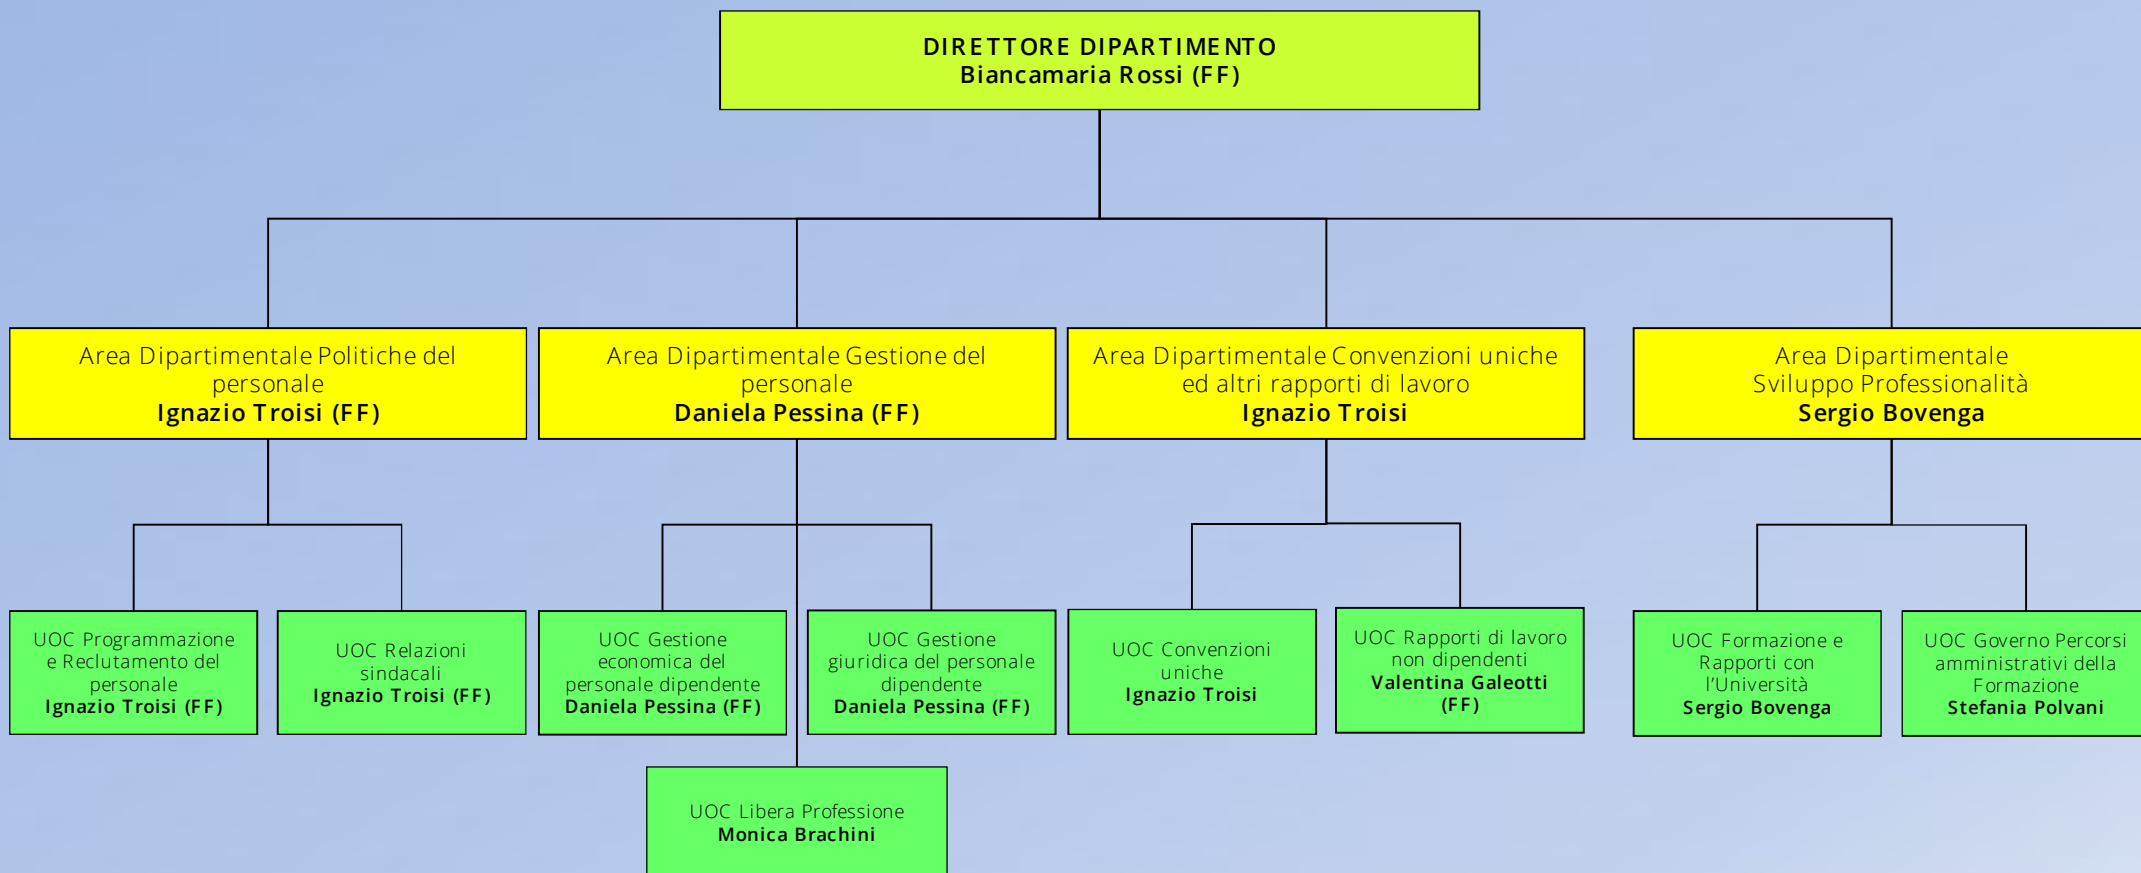 DIRETTORE DIPARTIMENTO
Biancamaria Rossi (FF)
Area Dipartimentale Politiche del
personale
Ignazio Troisi (FF)
Area Dipartimentale Gestione del
personale
Daniela Pessina (FF)
Area Dipartimentale Convenzioni uniche
ed altri rapporti di lavoro
Ignazio Troisi
Area Dipartimentale
Sviluppo Professionalità
Sergio Bovenga
UOC Programmazione
e Reclutamento del
personale
Ignazio Troisi (FF)
UOC Relazioni
sindacali
Ignazio Troisi (FF)
UOC Gestione
economica del
personale dipendente
Daniela Pessina (FF)
UOC Gestione
giuridica del personale
dipendente
Daniela Pessina (FF)
UOC Convenzioni
uniche
Ignazio Troisi
UOC Rapporti di lavoro
non dipendenti
Valentina Galeotti
(FF)
UOC Formazione e
Rapporti con
l’Università
Sergio Bovenga
UOC Governo Percorsi
amministrativi della
Formazione
Stefania Polvani
UOC Libera Professione
Monica Brachini